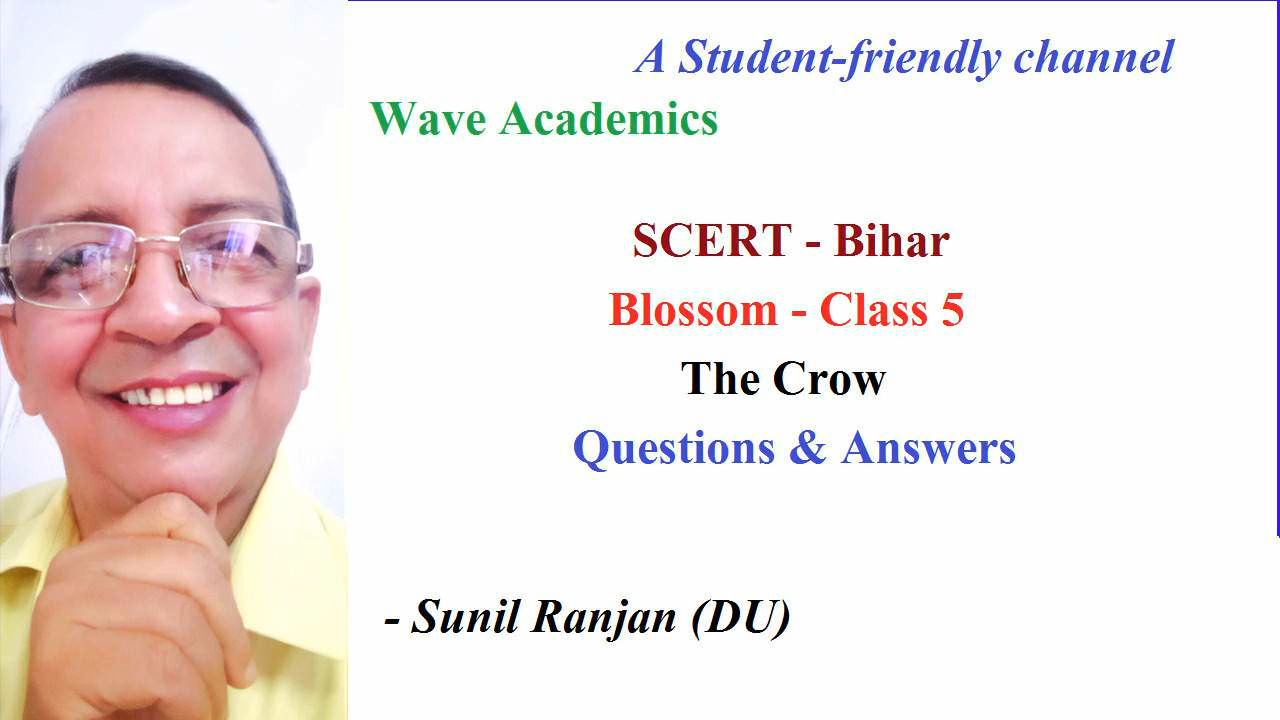 A Student-friendly channel
Wave Academics
SCERT - Bihar
Blossom - Class 5
The Crow
Questions & Answers
- Sunil Ranjan (DU)